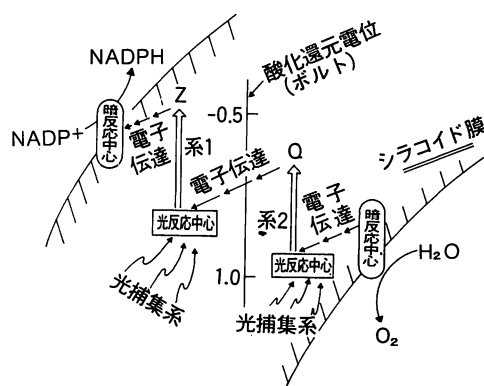 NADPH
酸化還元電位
(ボルト)
Z
-0.5
暗反応中心
NADP+
電子
伝達
系1
電子伝達
Q
シラコイド膜
系2
電子
伝達
暗反応中心
光反応中心
光反応中心
H₂O
1.0
光捕集系
光捕集系
O₂